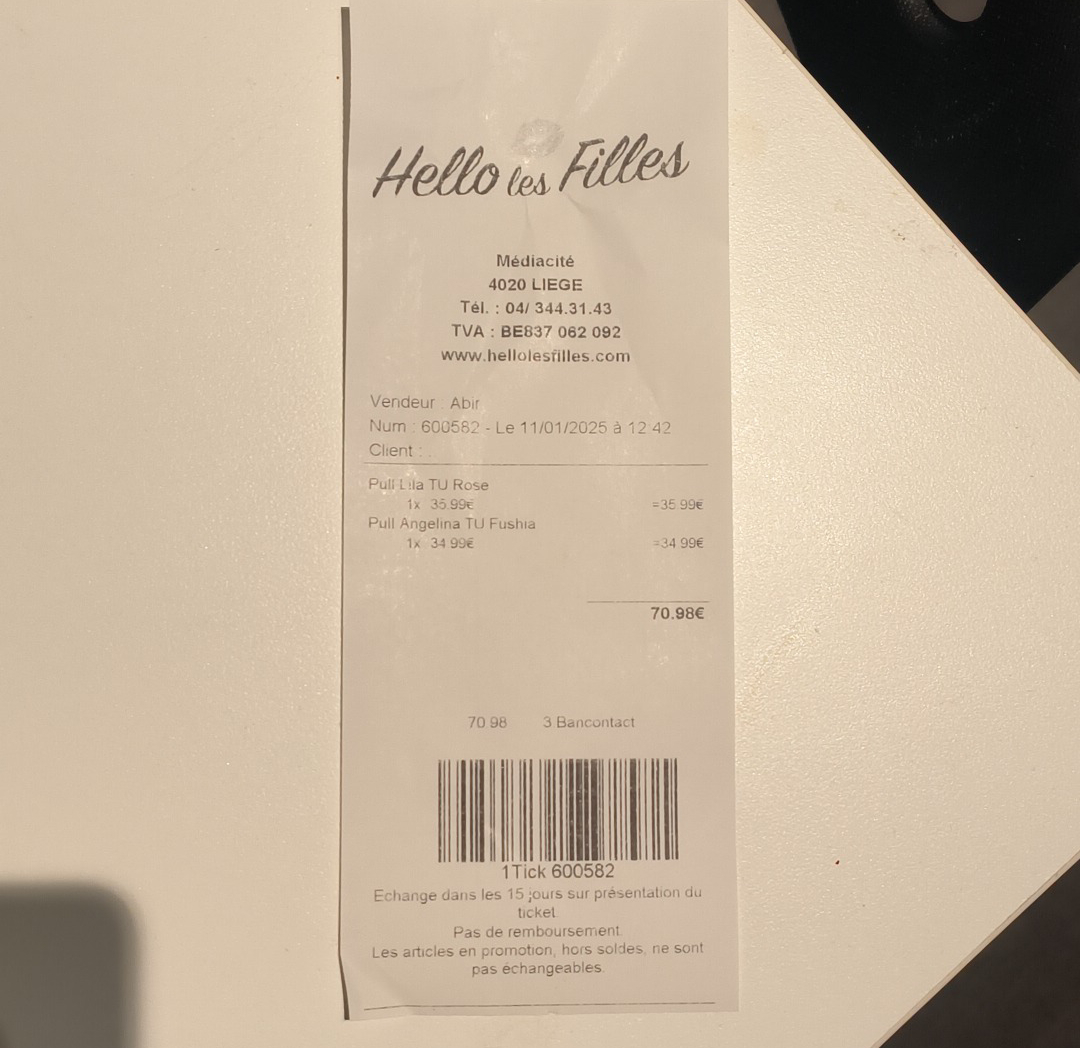 Hello les Filles
Médiacité
4020 LIEGE
Tél. : 04/ 344.31.43
TVA : BE837 062 092
www.hellolesfilles.com
Vendeur : Abir
Num : 600582 - Le 11/01/2025 à 12:42
Client :
Pull Lila TU Rose
1x 35.99€ =35.99€
Pull Angelina TU Fushia
1x 34.99€ =34.99€
70.98€
70.98 3.Bancontact
1Tick 600582
Echange dans les 15 jours sur présentation du
ticket.
Pas de remboursement.
Les articles en promotion, hors soldes, ne sont
pas échangeables.